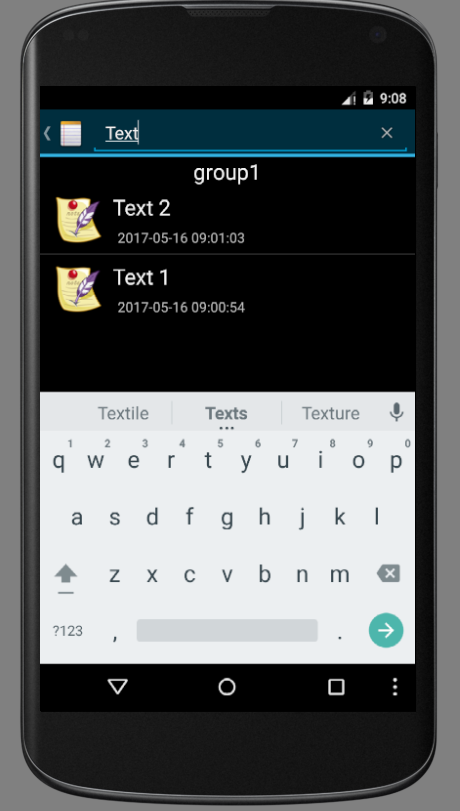 9:08
Text
group1
Text 2
2017-05-16 09:01:03
Text 1
2017-05-16 09:00:54
Textile Texts Texture
1 2 3 4 5 6 7 8 9 0
q w e r t y u i o p
a s d f g h j k l
z x c v b n m
?123 , .